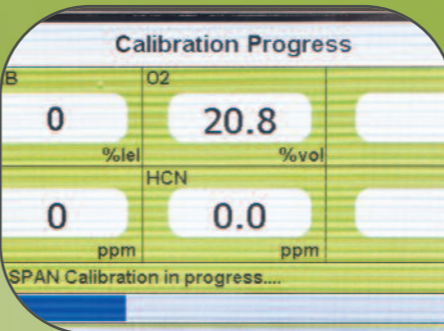 Calibration Progress
B O2
0 20.8
%lel %vol
HCN
0 0.0
ppm ppm
SPAN Calibration in progress....